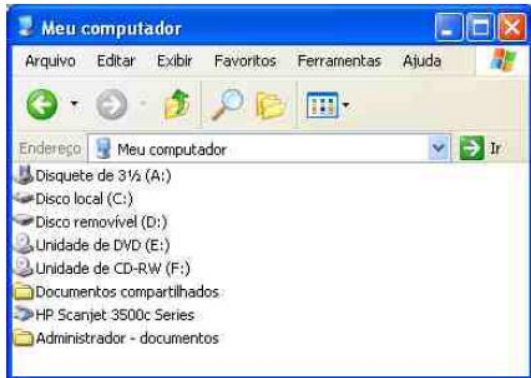 Meu computador
Arquivo Editar Exibir Favoritos Ferramentas Ajuda
Endereço Meu computador Ir
Disquete de 3½ (A:)
Disco local (C:)
Disco removível (D:)
Unidade de DVD (E:)
Unidade de CD-RW (F:)
Documentos compartilhados
HP Scanjet 3500c Series
Administrador - documentos